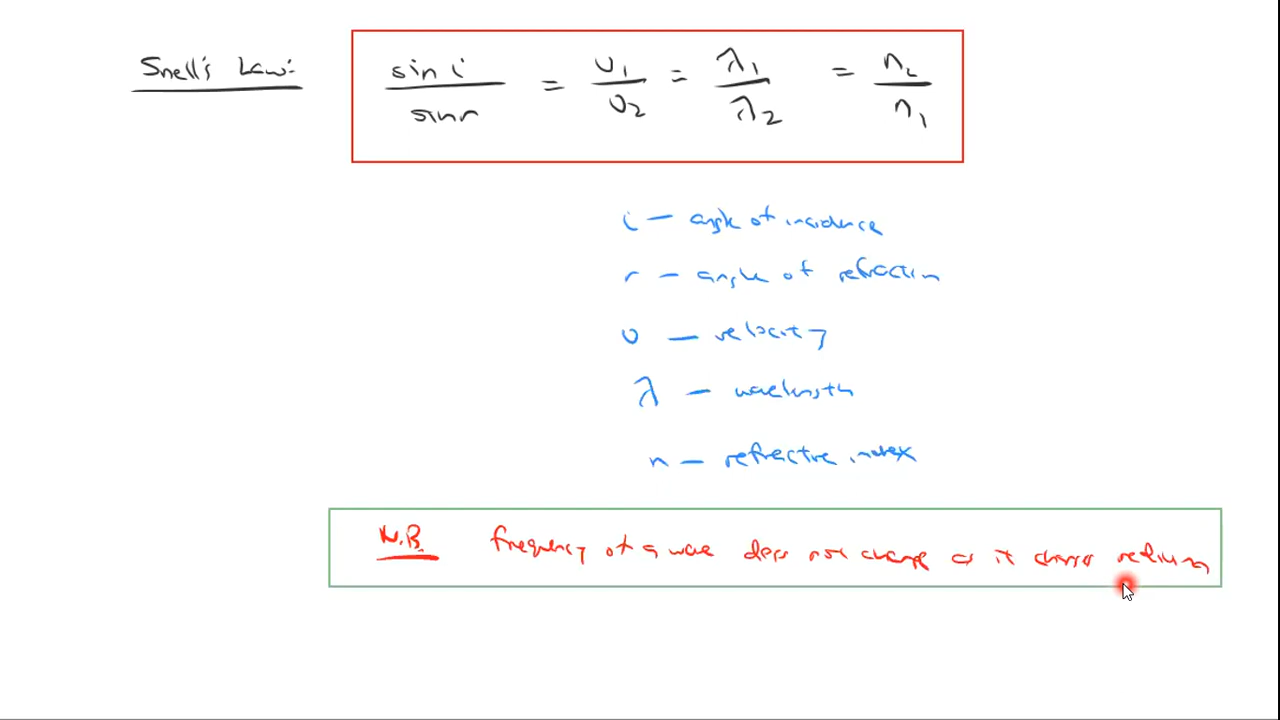 Snell's Law:
sin i / sin r = v1 / v2 = λ1 / λ2 = n2 / n1
i — angle of incidence
r — angle of refraction
v — velocity
λ — wavelength
n — refractive index
N.B. frequency of a wave does not change as it changes medium